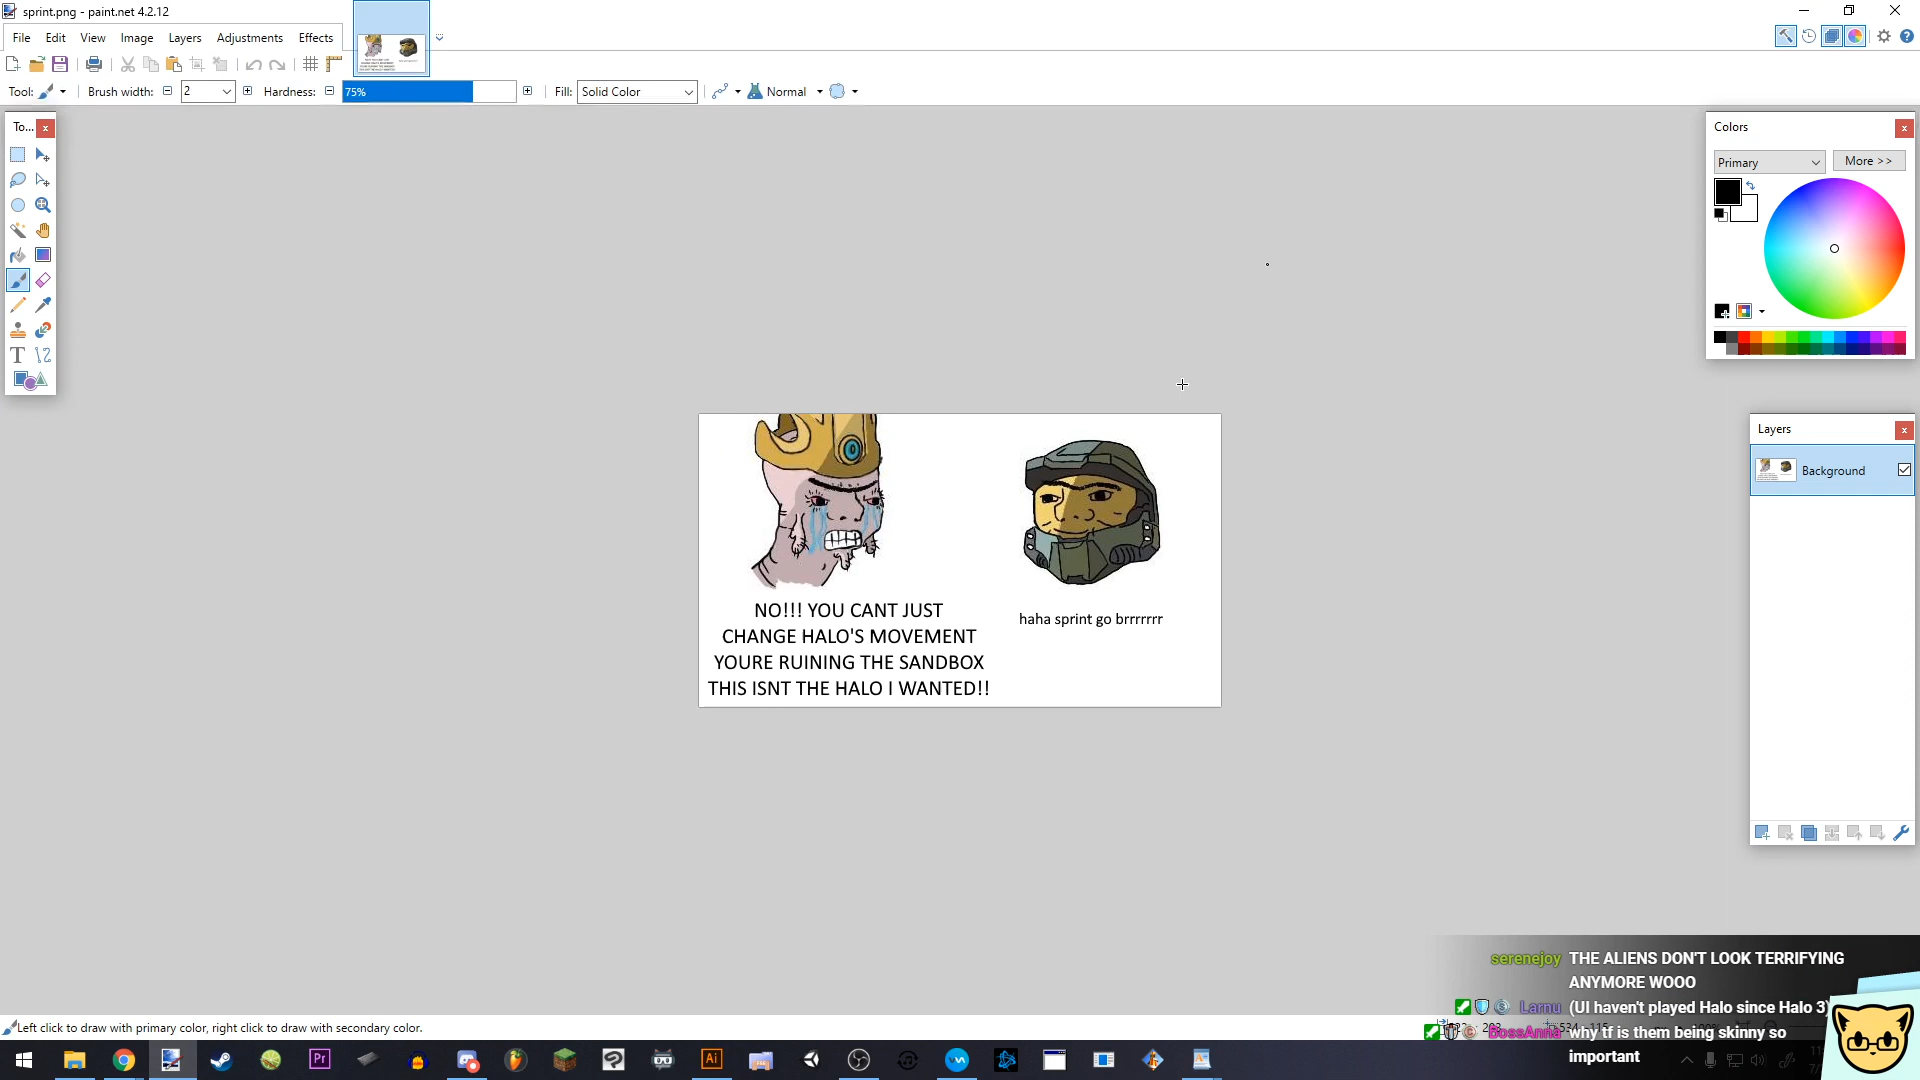 sprint.png - paint.net 4.2.12
File Edit View Image Layers Adjustments Effects
Tool: Brush width: 2 Hardness: 75% Fill: Solid Color Normal
To...
Colors
Primary More >>
Layers
Background
NO!!! YOU CANT JUST
CHANGE HALO'S MOVEMENT
YOURE RUINING THE SANDBOX
THIS ISNT THE HALO I WANTED!!
haha sprint go brrrrrrr
serenejoy THE ALIENS DON'T LOOK TERRIFYING
ANYMORE WOOO
Larnu (UI haven't played Halo since Halo 3)
BossAnna why tf is them being skinny so
important
Left click to draw with primary color, right click to draw with secondary color.
Pr
Ai